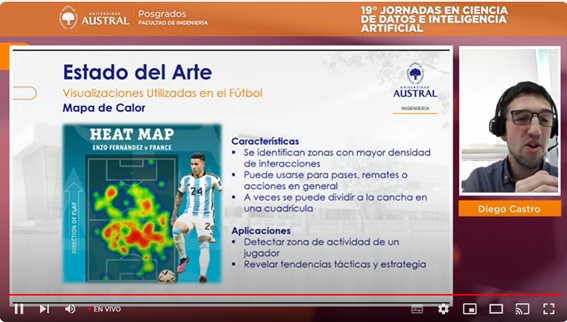 UNIVERSIDAD
AUSTRAL
Posgrados
FACULTAD DE INGENIERÍA
19° JORNADAS EN CIENCIA
DE DATOS E INTELIGENCIA
ARTIFICIAL
Estado del Arte
Visualizaciones Utilizadas en el Fútbol
Mapa de Calor
UNIVERSIDAD
AUSTRAL
INGENIERÍA
HEAT MAP
ENZO FERNÁNDEZ v FRANCE
DIRECTION OF PLAY
24
Características
▪ Se identifican zonas con mayor densidad
de interacciones
▪ Puede usarse para pases, remates o
acciones en general
▪ A veces se puede dividir a la cancha en
una cuadrícula
Aplicaciones
▪ Detectar zona de actividad de un
jugador
▪ Revelar tendencias tácticas y estrategia
Diego Castro
EN VIVO